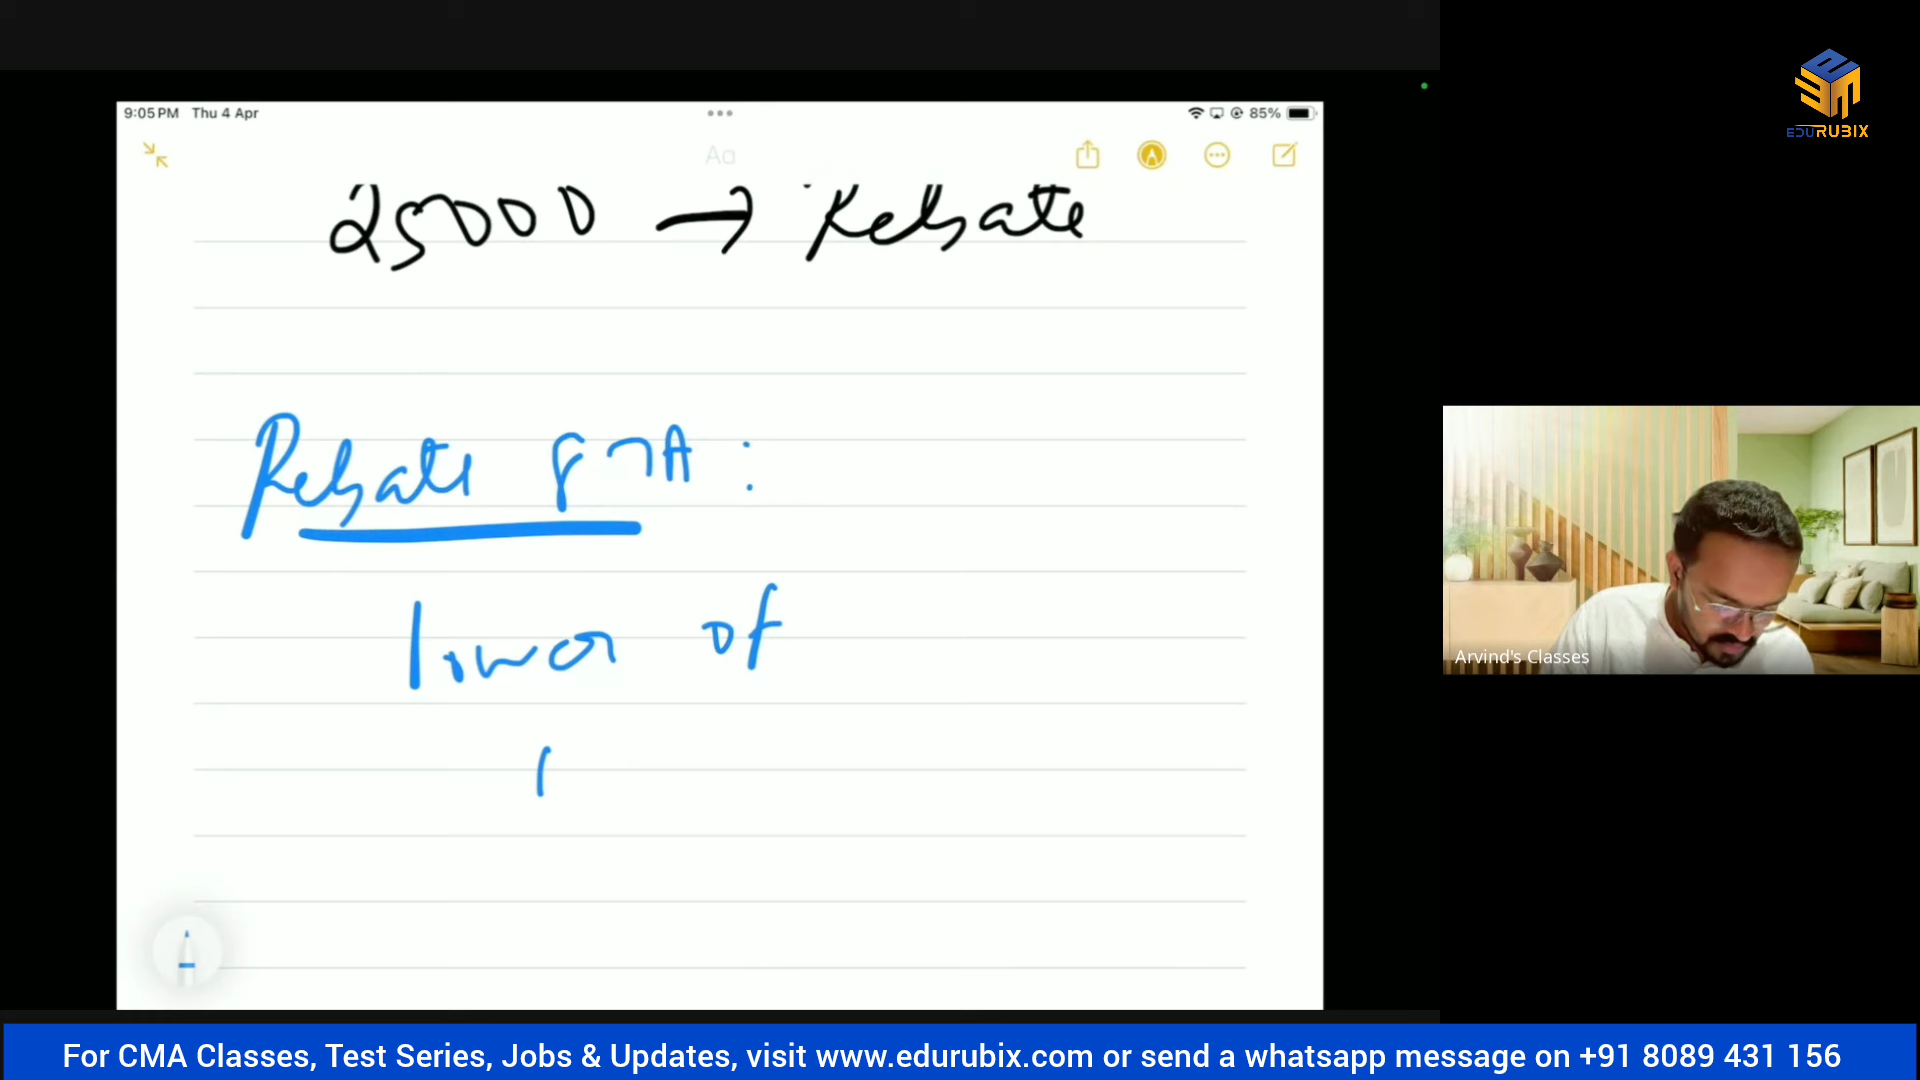 9:05 PM Thu 4 Apr
85%
Aa
25000 → Rebate
Rebate 87A :
lower of
EDURUBIX
Arvind's Classes
For CMA Classes, Test Series, Jobs & Updates, visit www.edurubix.com or send a whatsapp message on +91 8089 431 156